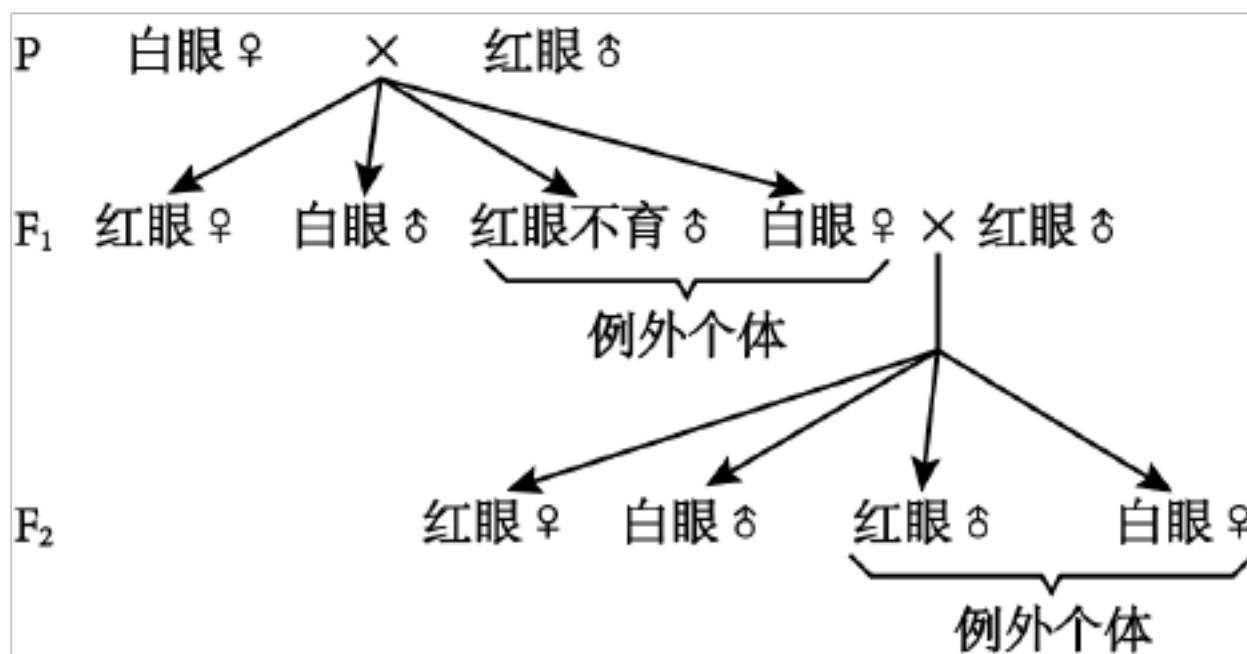 P 白眼♀ × 红眼♂
F₁ 红眼♀ 白眼♂ 红眼不育♂ 白眼♀ × 红眼♂
例外个体
F₂ 红眼♀ 白眼♂ 红眼♂ 白眼♀
例外个体